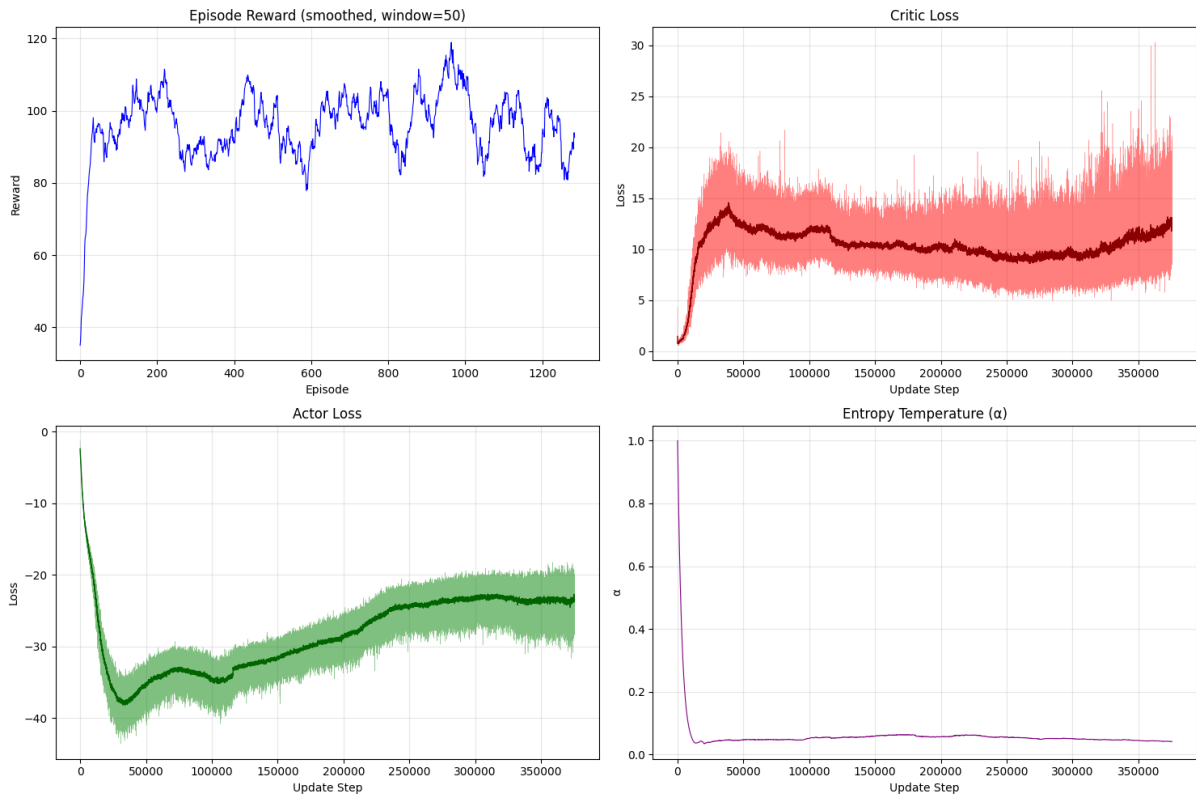 Episode Reward (smoothed, window=50)
120
100
80
60
40
Reward
0 200 400 600 800 1000 1200
Episode
Critic Loss
30
25
20
15
10
5
0
Loss
0 50000 100000 150000 200000 250000 300000 350000
Update Step
Actor Loss
0
−10
−20
−30
−40
Loss
0 50000 100000 150000 200000 250000 300000 350000
Update Step
Entropy Temperature (α)
1.0
0.8
0.6
0.4
0.2
0.0
α
0 50000 100000 150000 200000 250000 300000 350000
Update Step